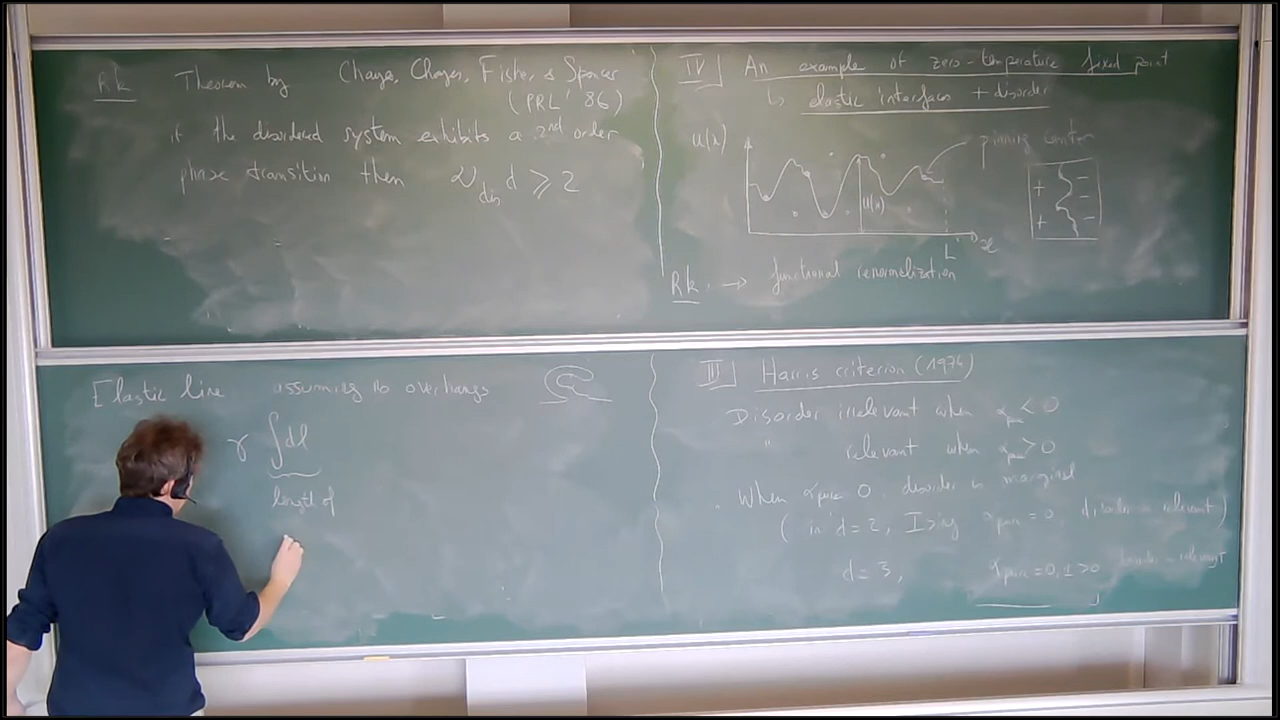 Rk Theorem by Chayes, Chayes, Fisher, & Spencer
(PRL' 86)
if the disordered system exhibits a 2nd order
phase transition then ν_dis d ⩾ 2
IV] An example of zero-temperature fixed point
↳ elastic interfaces + disorder
u(x)
pinning center
u(x)
L
x
+ -
-
+ -
Rk. → functional renormalization
Elastic line assuming no overhangs
γ ∫dl
length of
III] Harris criterion (1974)
Disorder irrelevant when α_pure < 0
" relevant when α_pure > 0
When α_pure 0, disorder is marginal
( in d=2, Ising α_pure = 0, disorder relevant)
d=3, α_pure = 0,1 > 0